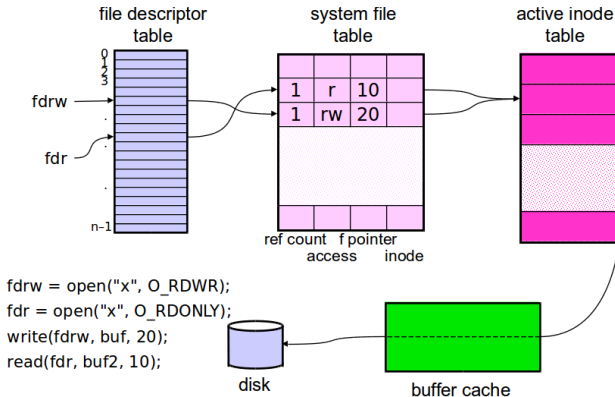 file descriptor
table
system file
table
active inode
table
0
1
2
3
.
.
.
n–1
fdrw
fdr
1 r 10
1 rw 20
ref count f pointer
access inode
fdrw = open("x", O_RDWR);
fdr = open("x", O_RDONLY);
write(fdrw, buf, 20);
read(fdr, buf2, 10);
disk
buffer cache